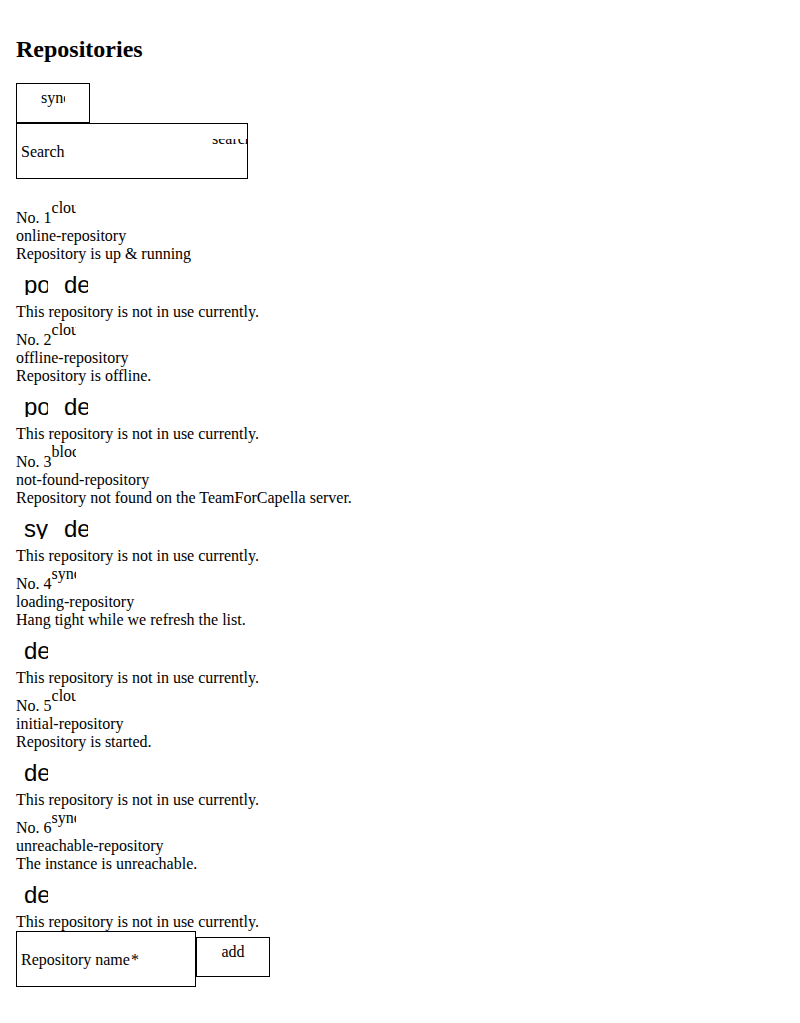 Repositories
sync
Search search
No. 1 clou
online-repository
Repository is up & running
po de
This repository is not in use currently.
No. 2 clou
offline-repository
Repository is offline.
po de
This repository is not in use currently.
No. 3 bloc
not-found-repository
Repository not found on the TeamForCapella server.
sy de
This repository is not in use currently.
No. 4 sync
loading-repository
Hang tight while we refresh the list.
de
This repository is not in use currently.
No. 5 clou
initial-repository
Repository is started.
de
This repository is not in use currently.
No. 6 sync
unreachable-repository
The instance is unreachable.
de
This repository is not in use currently.
Repository name* add